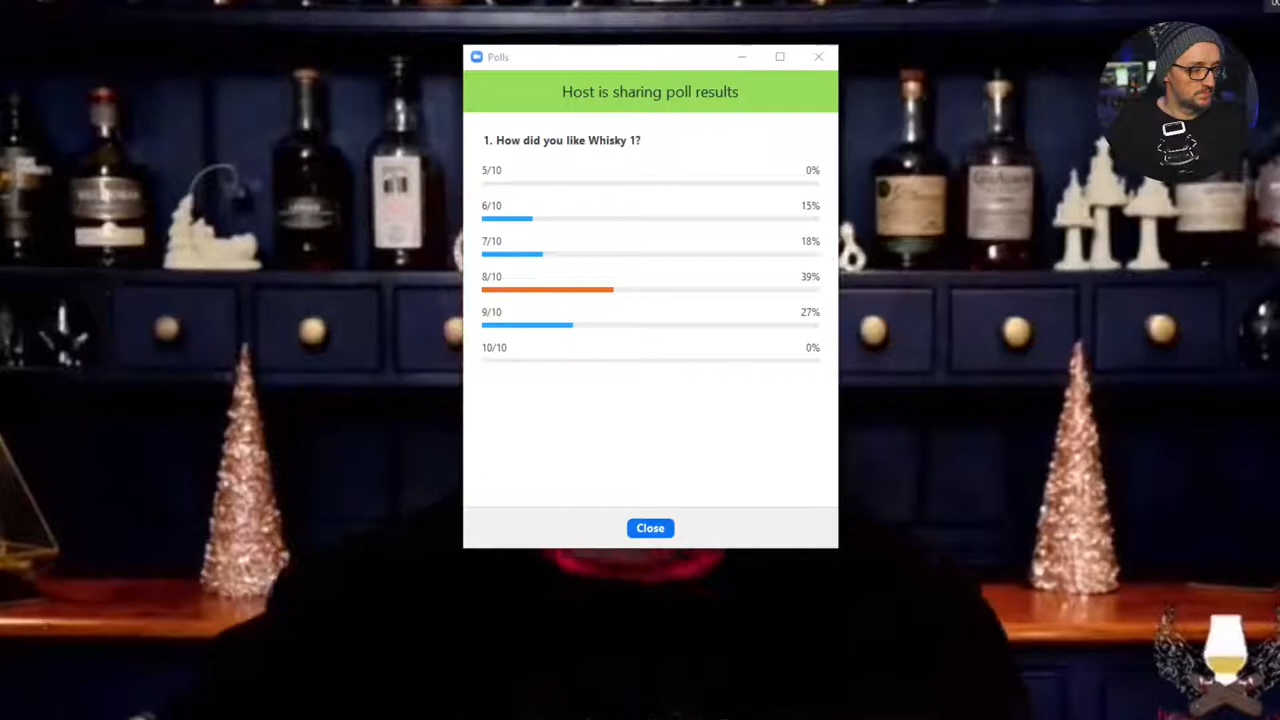 Polls
Host is sharing poll results
1. How did you like Whisky 1?
5/10 0%
6/10 15%
7/10 18%
8/10 39%
9/10 27%
10/10 0%
Close